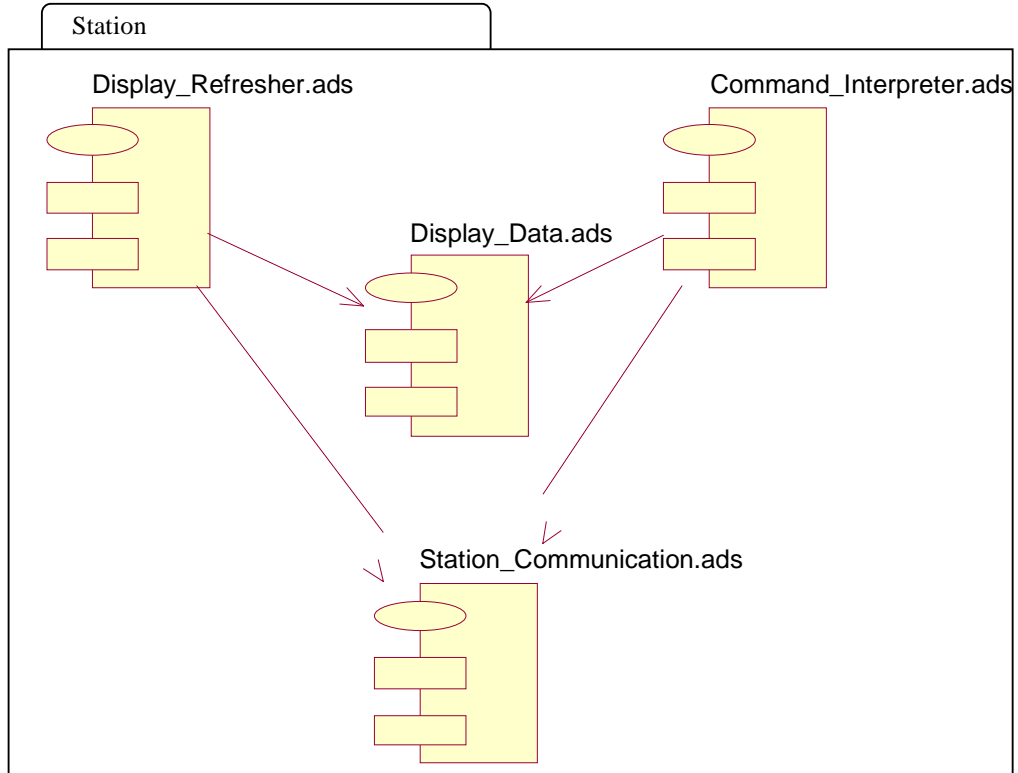 Station
Display_Refresher.ads
Command_Interpreter.ads
Display_Data.ads
Station_Communication.ads